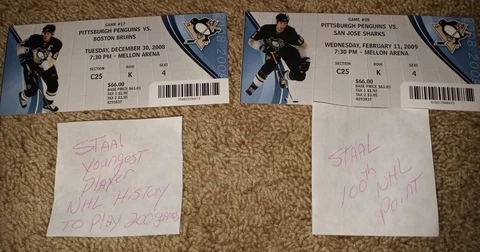 GAME #17
PITTSBURGH PENGUINS VS.
BOSTON BRUINS
TUESDAY, DECEMBER 30, 2008
7:30 PM - MELLON ARENA
SECTION
ROW
SEAT
C25
K
4
$66.00
GAME #28
PITTSBURGH PENGUINS VS.
SAN JOSE SHARKS
WEDNESDAY, FEBRUARY 11, 2009
7:30 PM - MELLON ARENA
SECTION
ROW
SEAT
C25
K
4
$66.00
STAAL
Youngest
Player
NHL HISTORY
TO PLAY 200 games
STAAL
100th NHL
POINT